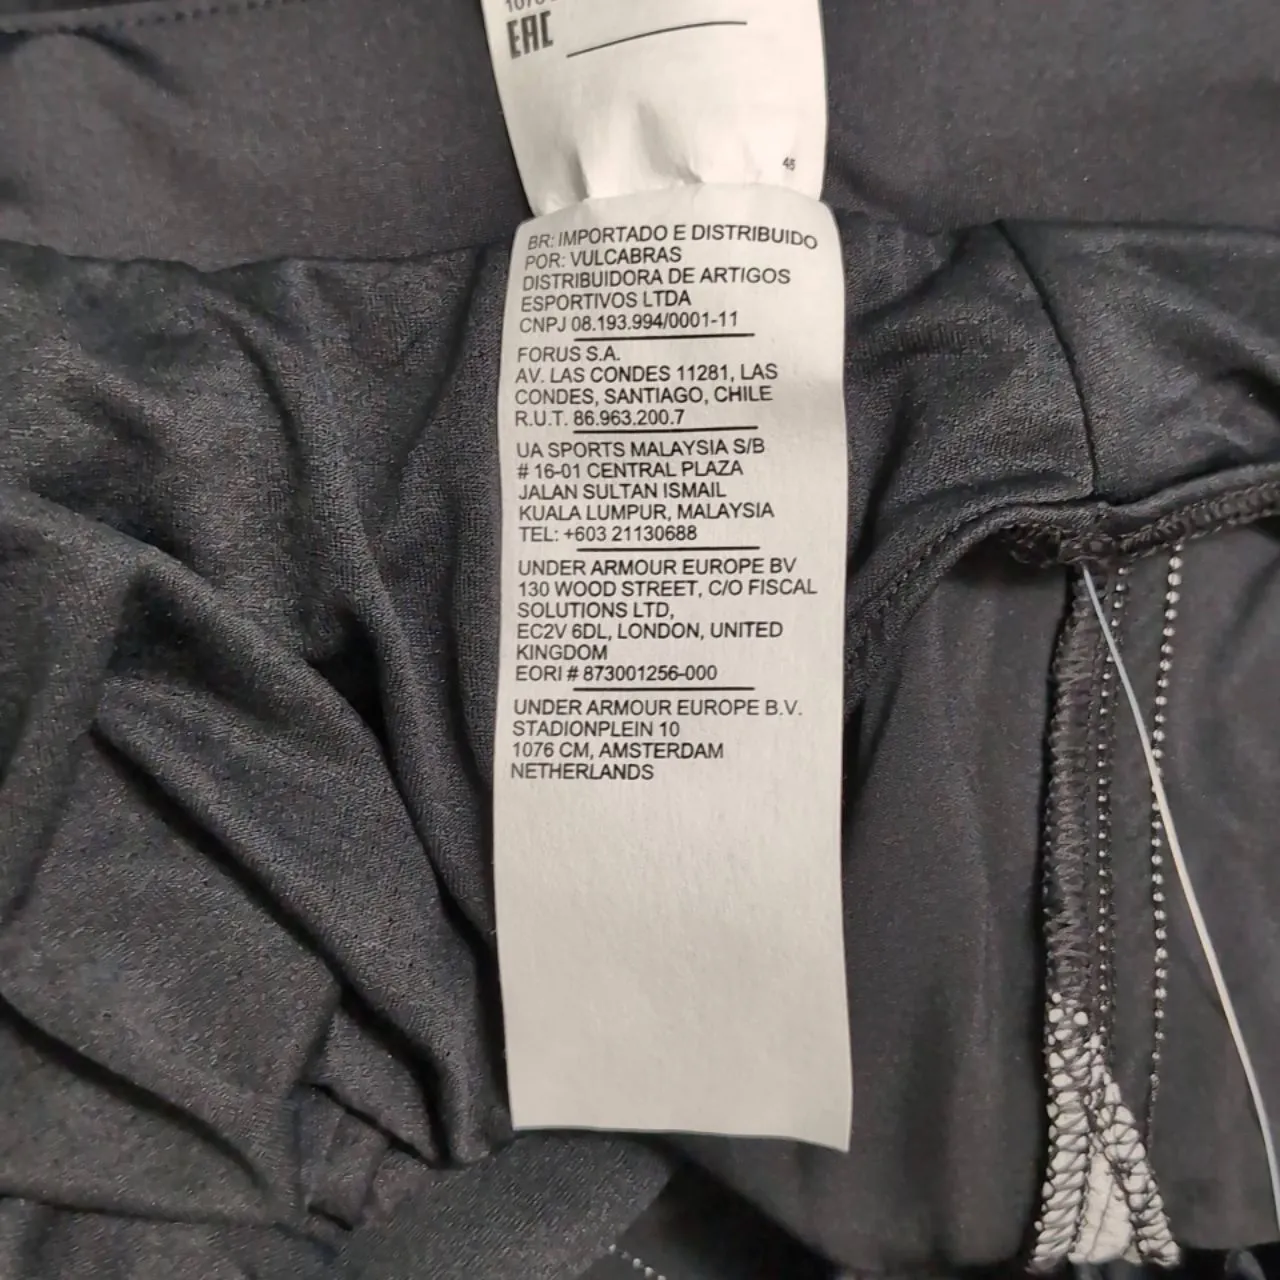 EAC
45
BR: IMPORTADO E DISTRIBUIDO
POR: VULCABRAS
DISTRIBUIDORA DE ARTIGOS
ESPORTIVOS LTDA
CNPJ 08.193.994/0001-11
FORUS S.A.
AV. LAS CONDES 11281, LAS
CONDES, SANTIAGO, CHILE
R.U.T. 86.963.200.7
UA SPORTS MALAYSIA S/B
# 16-01 CENTRAL PLAZA
JALAN SULTAN ISMAIL
KUALA LUMPUR, MALAYSIA
TEL: +603 21130688
UNDER ARMOUR EUROPE BV
130 WOOD STREET, C/O FISCAL
SOLUTIONS LTD,
EC2V 6DL, LONDON, UNITED
KINGDOM
EORI # 873001256-000
UNDER ARMOUR EUROPE B.V.
STADIONPLEIN 10
1076 CM, AMSTERDAM
NETHERLANDS